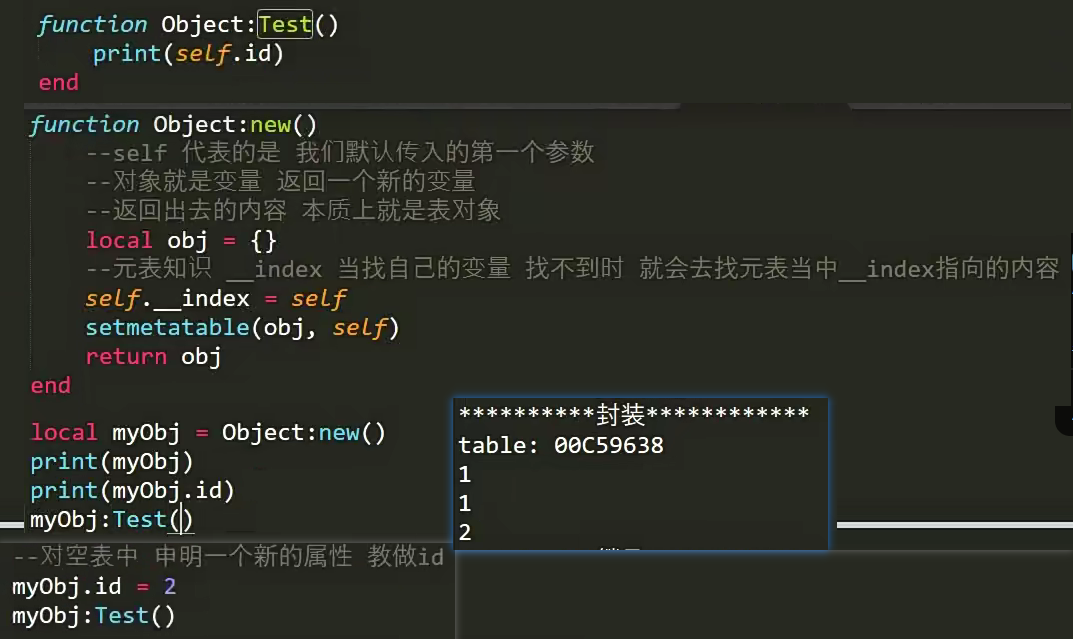 function Object:Test()
print(self.id)
end
function Object:new()
--self 代表的是 我们默认传入的第一个参数
--对象就是变量 返回一个新的变量
--返回出去的内容 本质上就是表对象
local obj = {}
--元表知识 __index 当找自己的变量 找不到时 就会去找元表当中__index指向的内容
self.__index = self
setmetatable(obj, self)
return obj
end
local myObj = Object:new()
print(myObj)
print(myObj.id)
myObj:Test()
**********封装************
table: 00C59638
1
1
2
--对空表中 申明一个新的属性 教做id
myObj.id = 2
myObj:Test()